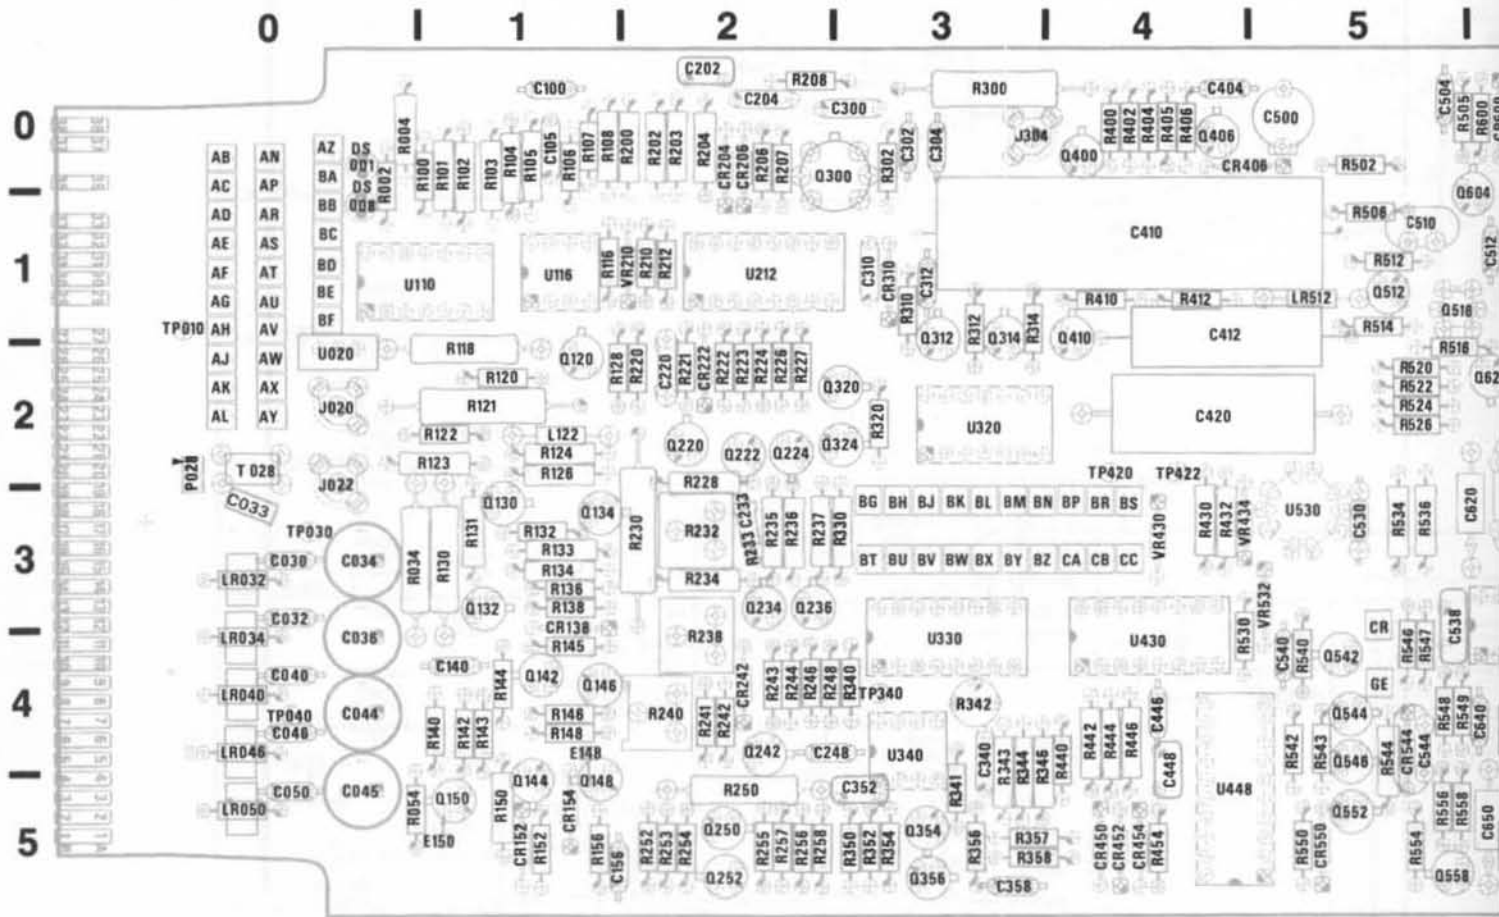 0 1 2 3 4 5
0
1
2
3
4
5
C202 R208 C100 C204 C300 R300 C404 C500 C504 R505 R600
R004 R107 R108 R200 R202 R203 R204 C302 C304 J304 R400 R402 R404 R405 R406 Q406
AB AN AZ DS 001 R002 R100 R101 R102 R103 R104 R105 C105 R106 CR204 CR206 R206 R207 Q300 R302 Q400 CR406 R502
AC AP BA DS 008 Q604
AD AR BB R506 C510
AE AS BC C410 C512
AF AT BD U110 U116 R116 VR210 R210 R212 U212 C310 CR310 C312 R512
AG AU BE R310 R410 R412 LR512 Q512
TP010 AH AV BF R312 R314 Q518
Q312 Q314 Q410 C412 R514
AJ AW U020 R118 Q120 R128 R220 C220 R221 CR222 R222 R223 R224 R226 R227 R516
AK AX R120 Q320 R520 R522
AL AY J020 R121 R320 U320 C420 R524 R526
R122 L122 Q220 Q222 Q224 Q324
R124
P028 T 028 J022 R123 R126 R228 TP420 TP422
C033 Q130 Q134 R230 R232 C233 R233 R235 R236 R237 R330 BG BH BJ BK BL BM BN BP BR BS VR430 R430 R432 VR434 U530 C530 R534 R536 C620
TP030 R131 R132
C030 C034 R034 R130 R133 BT BU BV BW BX BY BZ CA CB CC
LR032 R134 R234
R136 VR532
C032 C036 Q132 R138 Q234 Q236
LR034 CR138 R238 U330 U430 R530 CR R546 R547 C538
R145 C540 R540 Q542
C040 C140 R144 Q142 Q146 CR242 R243 R244 R246 R248 R340 TP340 GE
LR040 R240 R241 R242 R342 C446 R548 R549
TP040 C044 R140 R142 R143 R146 Q544 C640
C046 R148 R442 R444 R446
LR046 E148 Q242 C248 U340 C340 R343 R344 R346 R440 C448 R542 R543 Q546 R544 CR544 C544
C050 C045 Q144 Q148 R250 C352 R341 U448
LR050 R054 Q150 R150 CR154 Q552 R556 R558
E150 CR152 R152 R156 C156 R252 R253 R254 Q250 R255 R257 R256 R258 R350 R352 R354 Q354 R356 R357 CR450 CR452 CR454 R454 R550 CR550 R554 C650
R358
Q252 Q356 C358 Q558